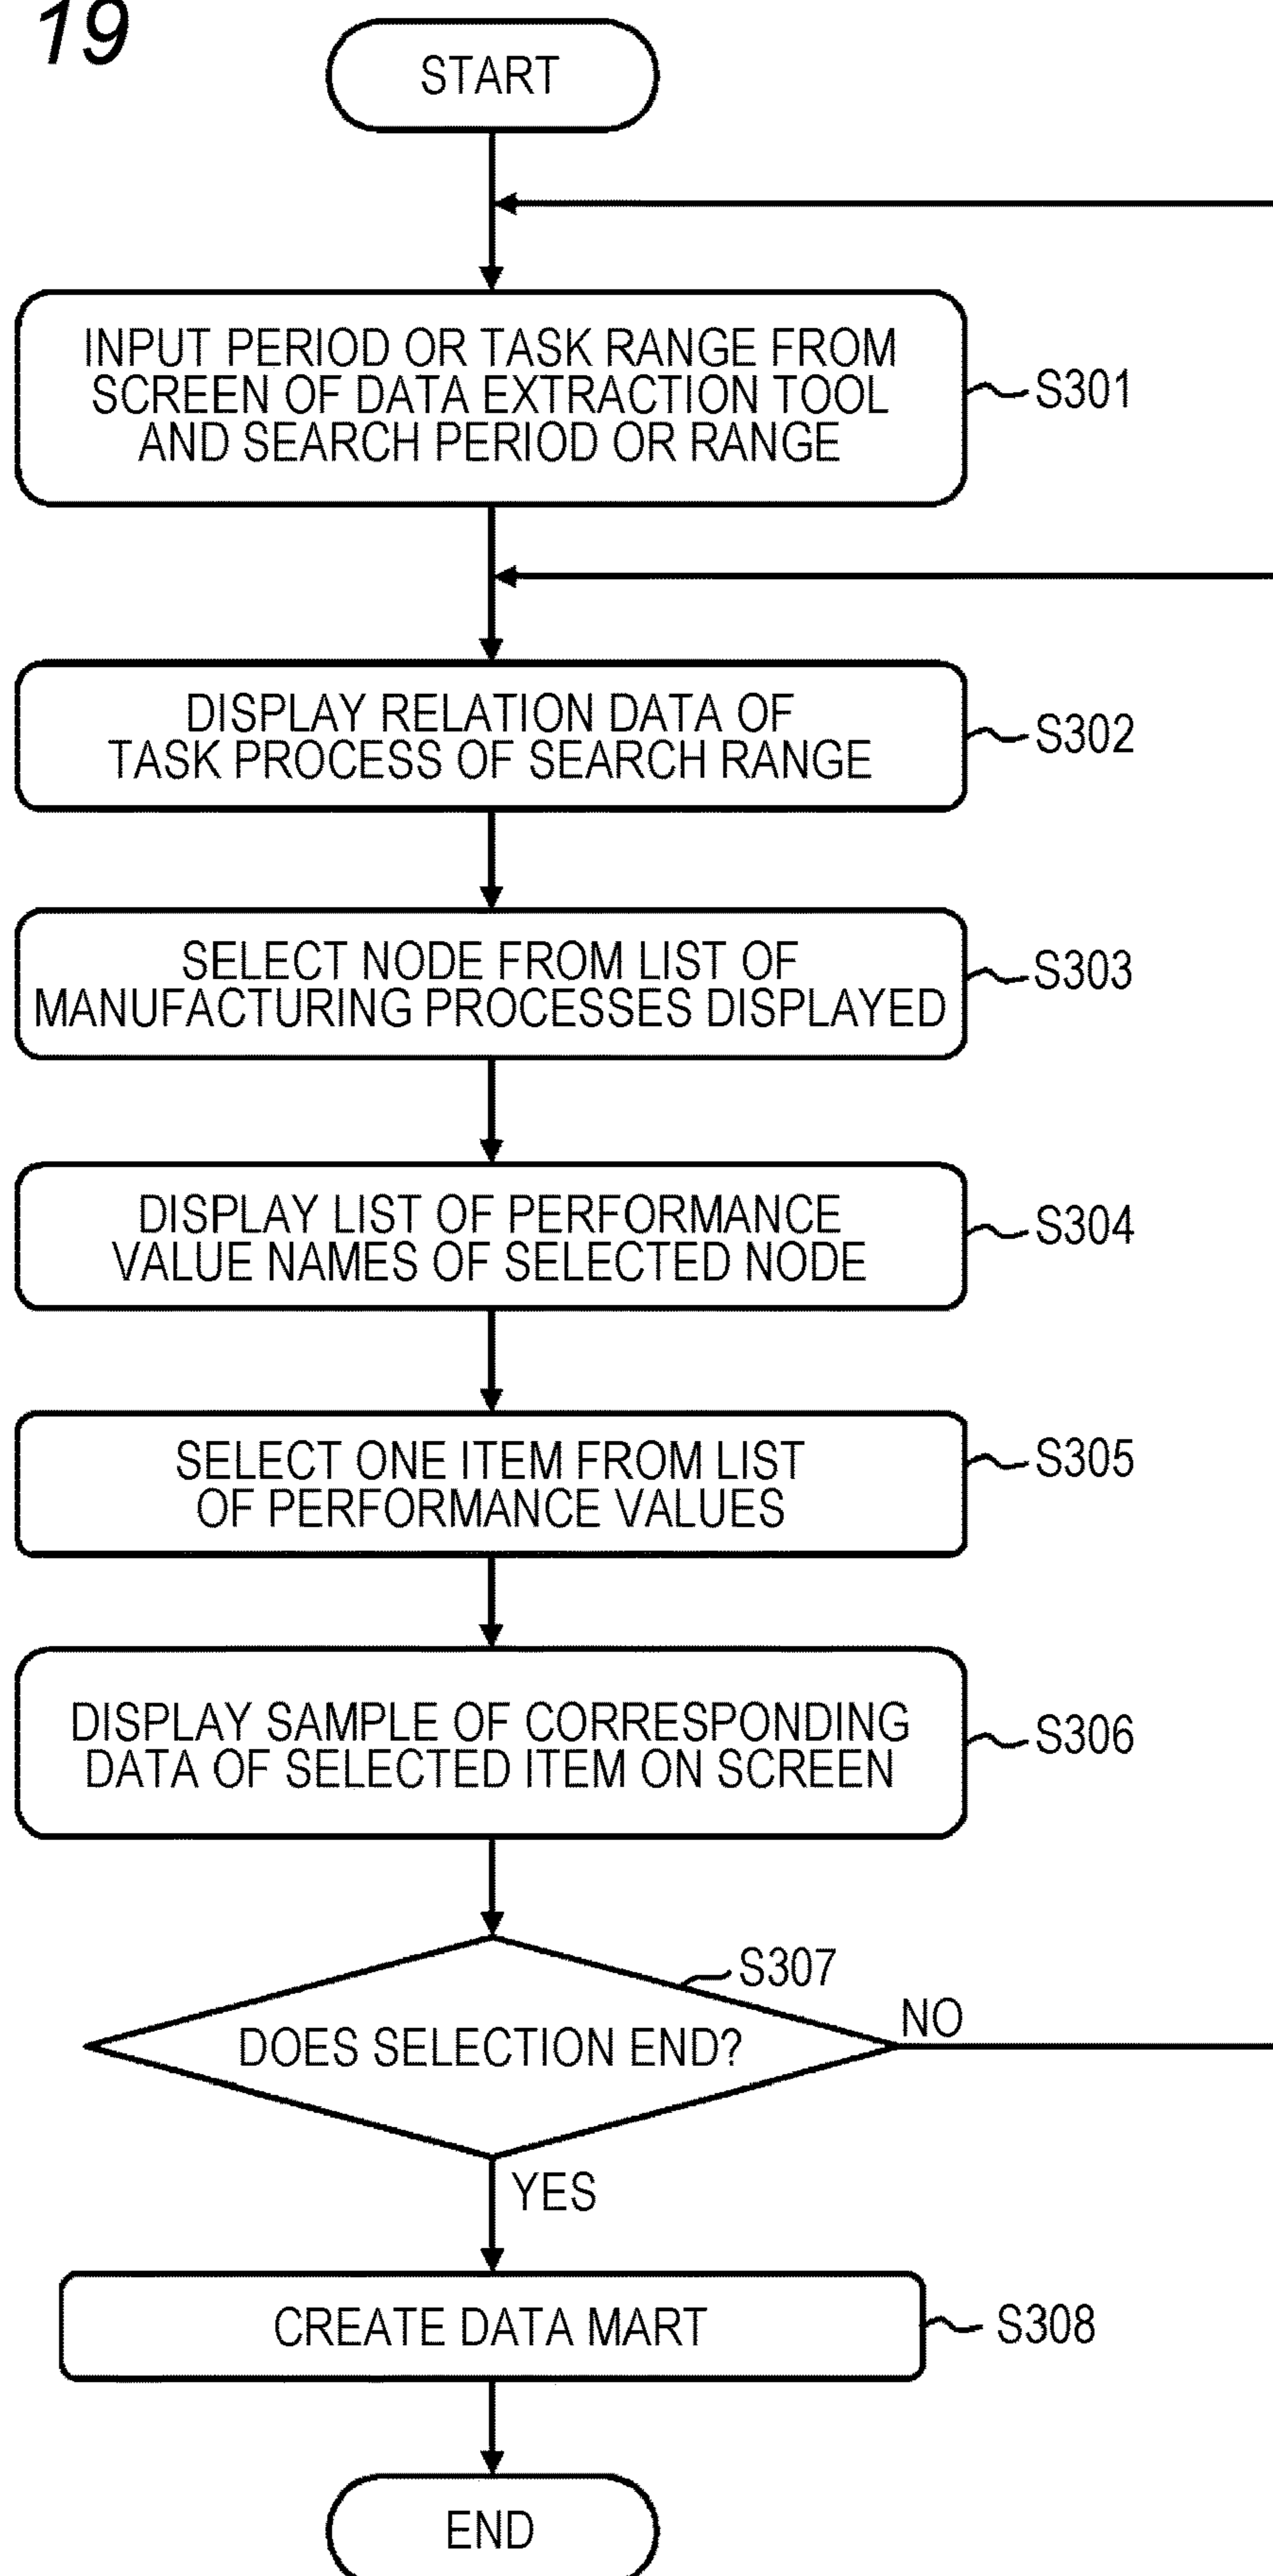 19
START
INPUT PERIOD OR TASK RANGE FROM
SCREEN OF DATA EXTRACTION TOOL
AND SEARCH PERIOD OR RANGE
S301
DISPLAY RELATION DATA OF
TASK PROCESS OF SEARCH RANGE
S302
SELECT NODE FROM LIST OF
MANUFACTURING PROCESSES DISPLAYED
S303
DISPLAY LIST OF PERFORMANCE
VALUE NAMES OF SELECTED NODE
S304
SELECT ONE ITEM FROM LIST
OF PERFORMANCE VALUES
S305
DISPLAY SAMPLE OF CORRESPONDING
DATA OF SELECTED ITEM ON SCREEN
S306
S307
DOES SELECTION END?
NO
YES
CREATE DATA MART
S308
END